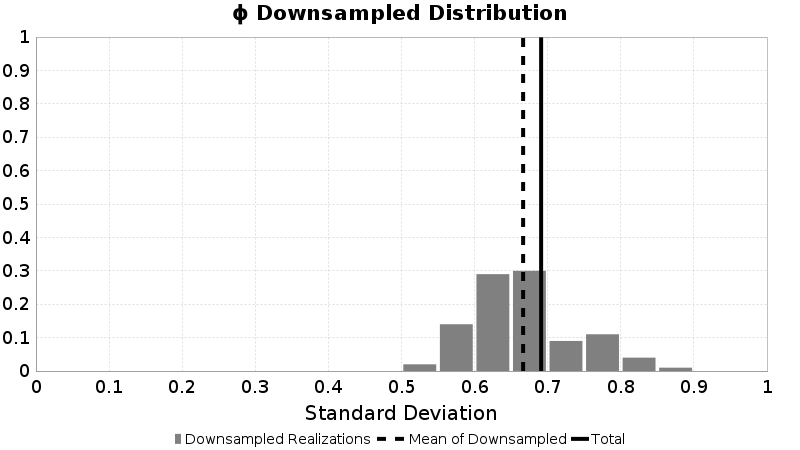 ϕ Downsampled Distribution
1
0.9
0.8
0.7
0.6
0.5
0.4
0.3
0.2
0.1
0
0 0.1 0.2 0.3 0.4 0.5 0.6 0.7 0.8 0.9 1
Standard Deviation
Downsampled Realizations Mean of Downsampled Total